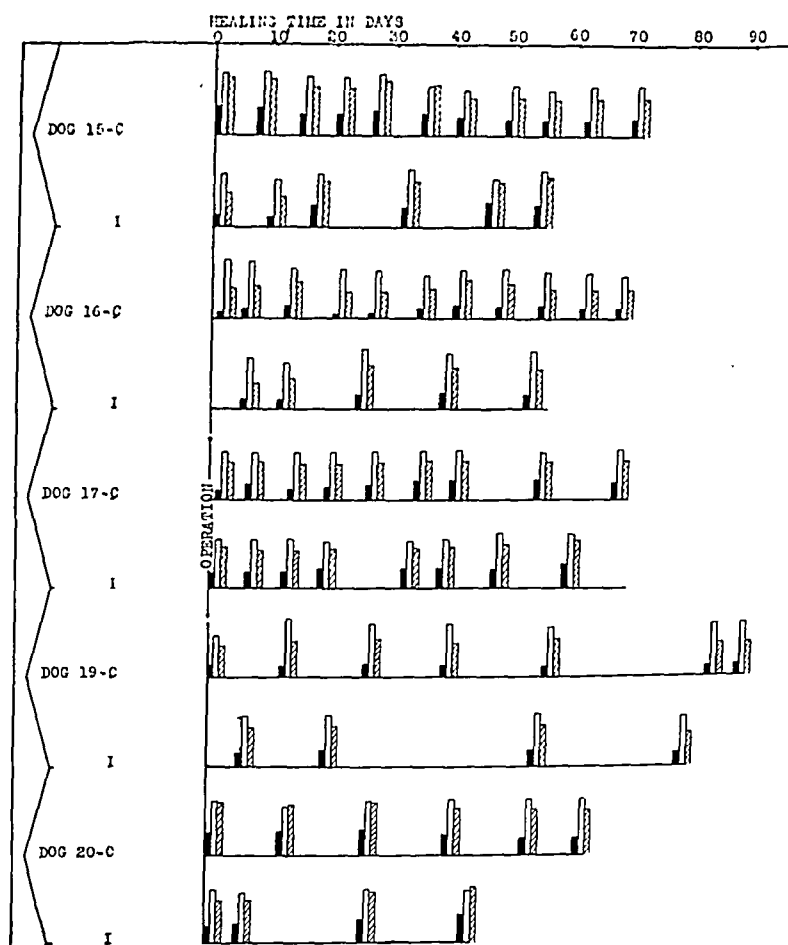 HEALING TIME IN DAYS
0 10 20 30 40 50 60 70 80 90
DOG 15-C
I
DOG 16-C
I
DOG 17-C
OPERATION
I
DOG 19-C
I
DOG 20-C
I